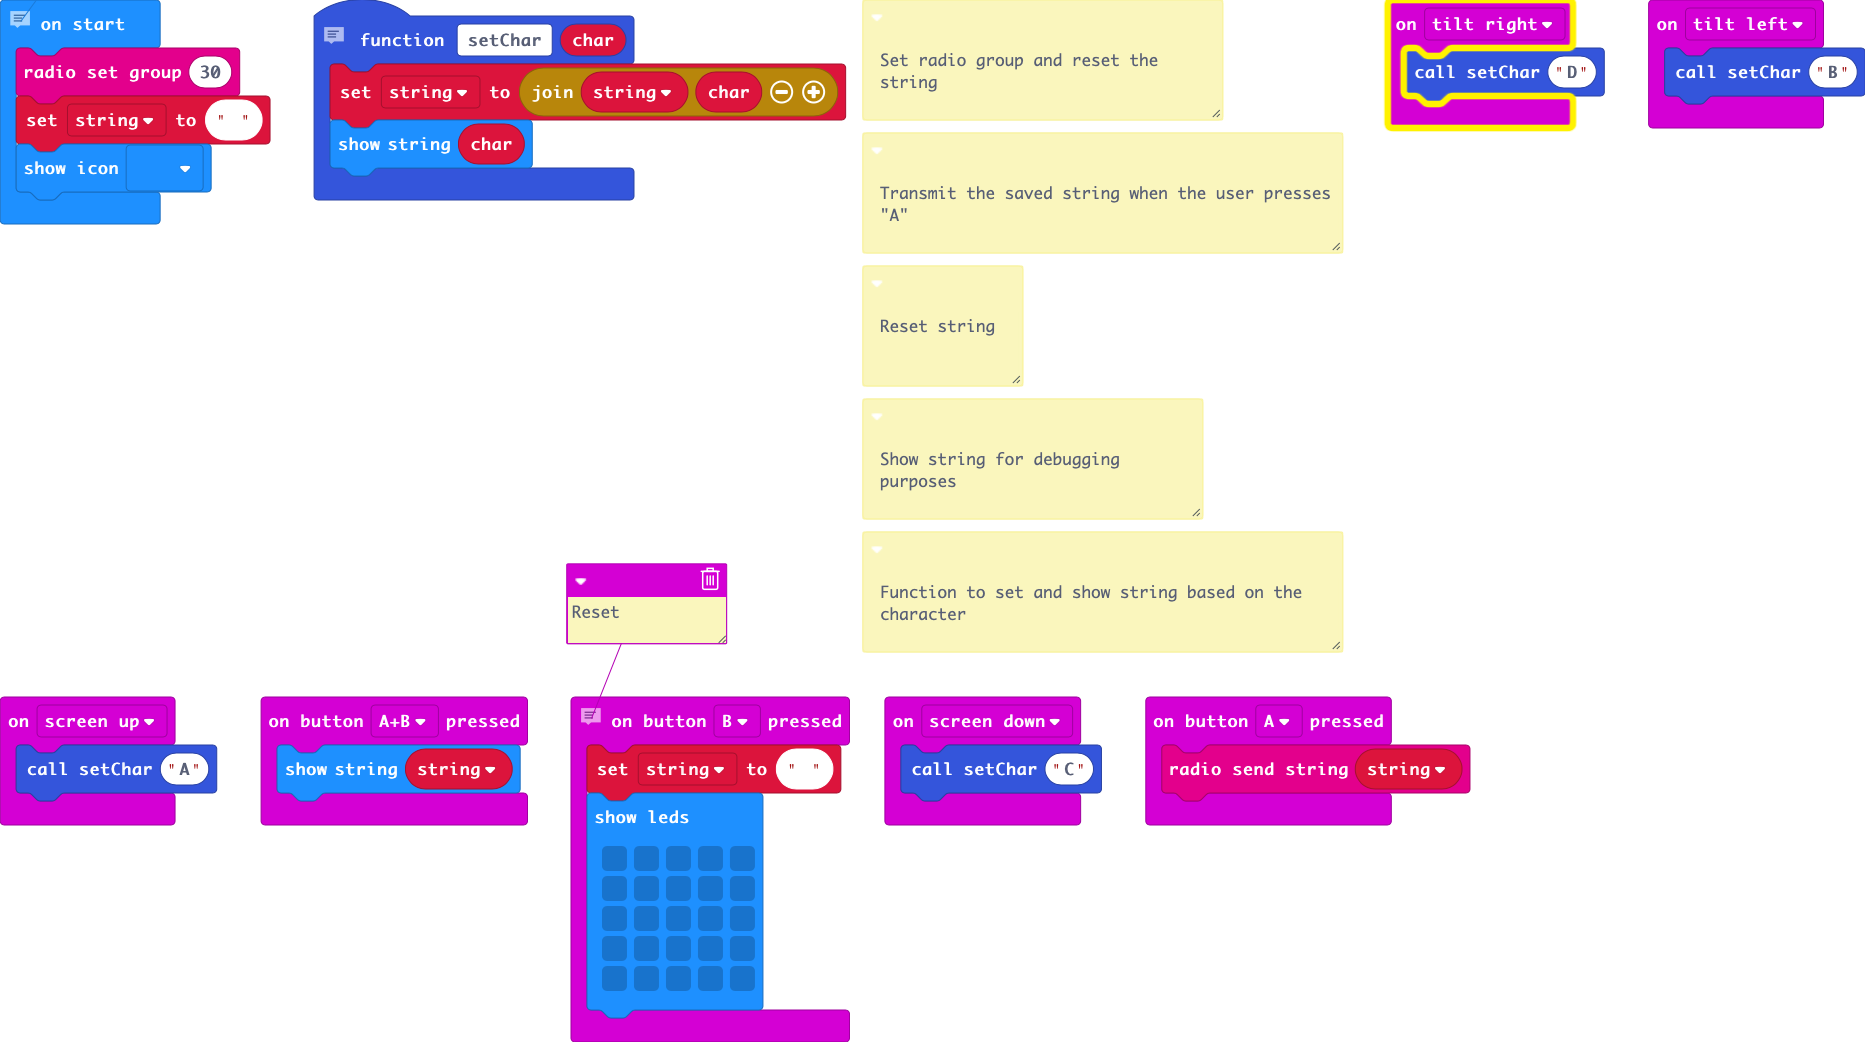 on start
radio set group 30
set string to " "
show icon
function setChar char
set string to join string char
show string char
Set radio group and reset the
string
Transmit the saved string when the user presses
"A"
Reset string
Show string for debugging
purposes
Function to set and show string based on the
character
on tilt right
call setChar "D"
on tilt left
call setChar "B"
Reset
on screen up
call setChar "A"
on button A+B pressed
show string string
on button B pressed
set string to " "
show leds
on screen down
call setChar "C"
on button A pressed
radio send string string